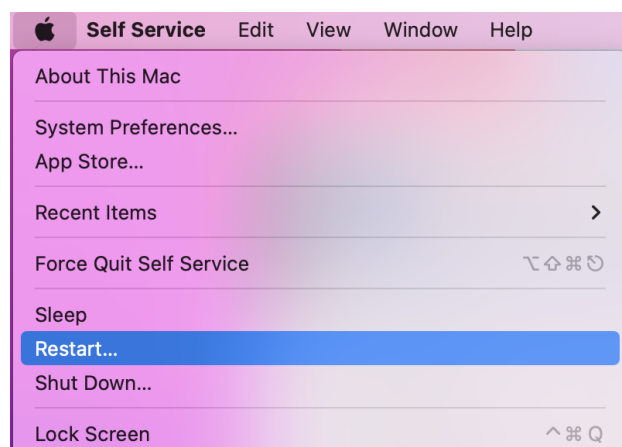 Self Service Edit View Window Help
About This Mac
System Preferences...
App Store...
Recent Items >
Force Quit Self Service ⌥⇧⌘⎋
Sleep
Restart...
Shut Down...
Lock Screen ^⌘Q